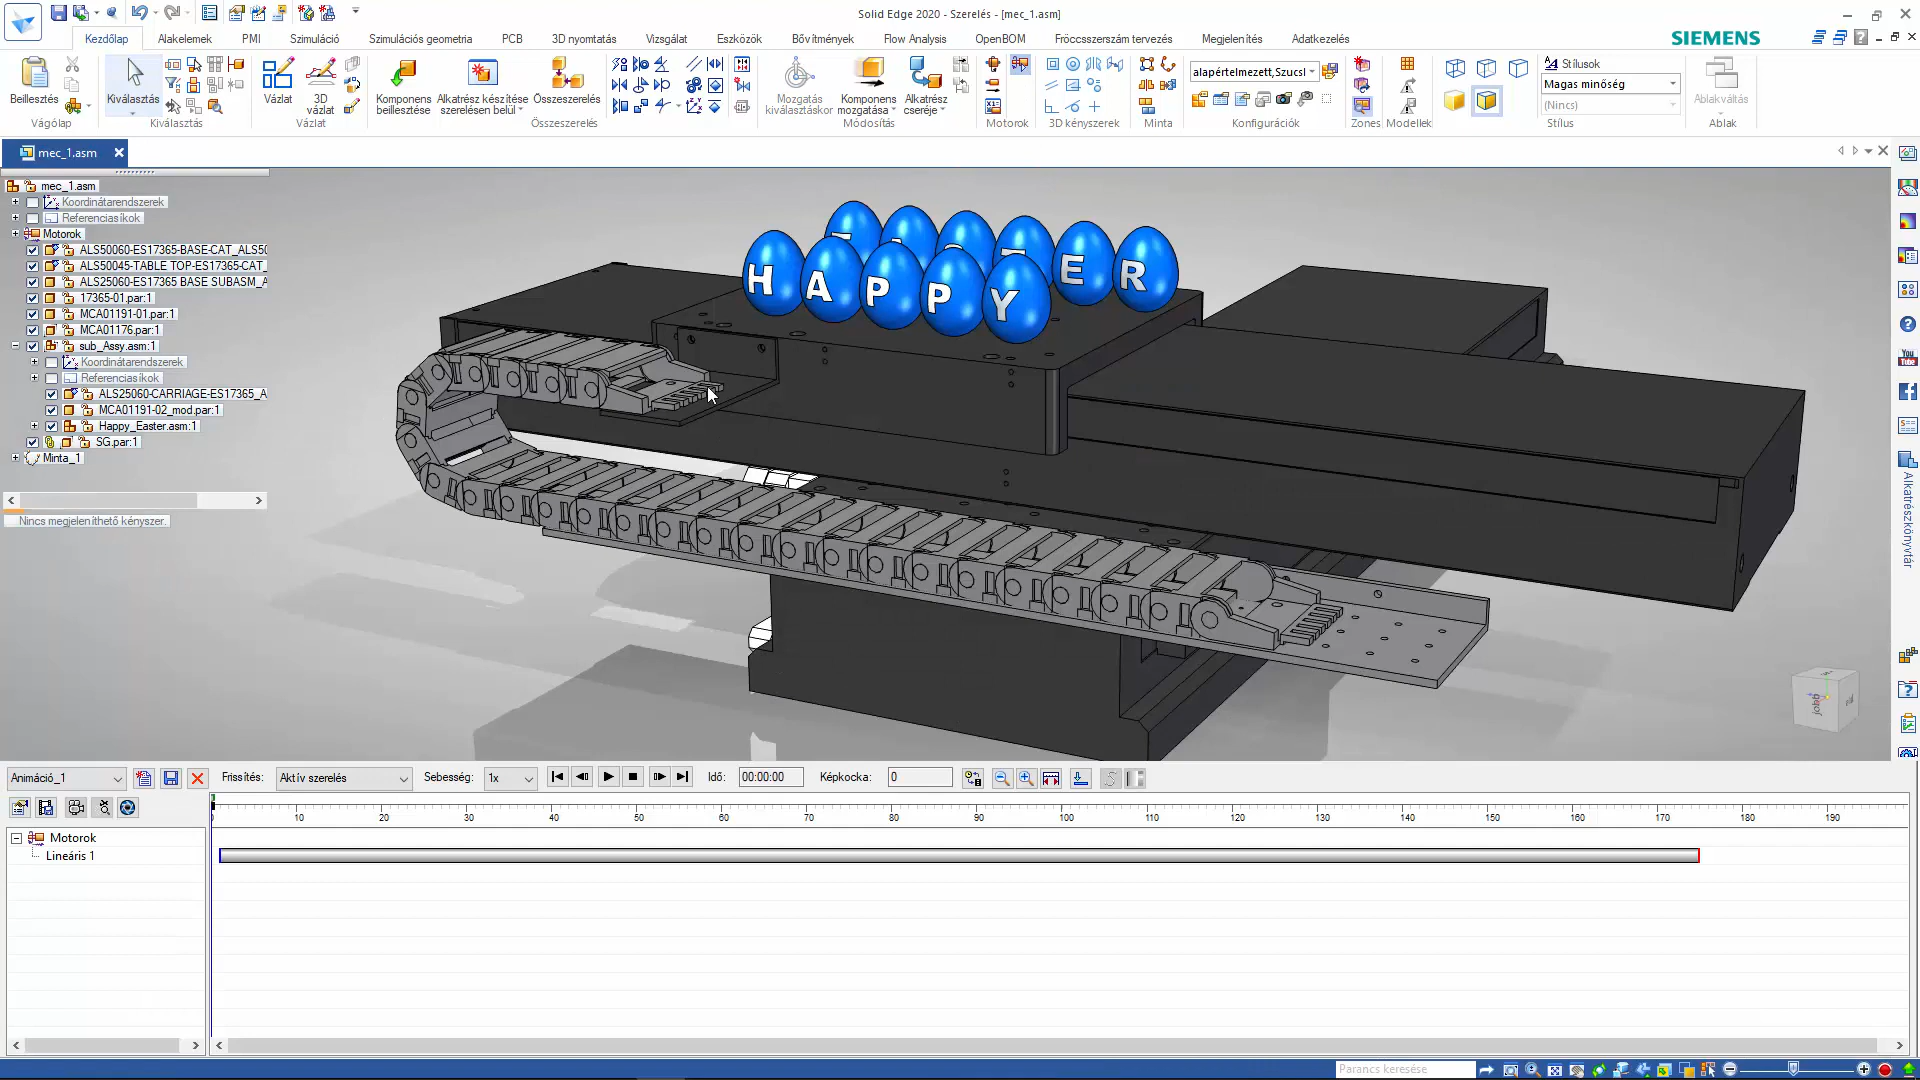 Solid Edge 2020 - Szerelés - [mec_1.asm]
Kezdőlap Alakelemek PMI Szimuláció Szimulációs geometria PCB 3D nyomtatás Vizsgálat Eszközök Bővítmények Flow Analysis OpenBOM Fröccsszerszám tervezés Megjelenítés Adatkezelés SIEMENS
Beillesztés
Vágólap
Kiválasztás
Kiválasztás
Vázlat
3D vázlat
Vázlat
Komponens beillesztése
Alkatrész készítése szerelésen belül
Összeszerelés
Összeszerelés
Mozgatás kiválasztáskor
Komponens mozgatása
Alkatrész cseréje
Módosítás
Motorok
3D kényszerek
Minta
alapértelmezett,Szucsi
Konfigurációk
Zones
Modellek
Stílusok
Magas minőség
(Nincs)
Stílus
Ablakváltás
Ablak
mec_1.asm
mec_1.asm
Koordinátarendszerek
Referenciasíkok
Motorok
ALS50060-ES17365-BASE-CAT_ALS50
ALS50045-TABLE TOP-ES17365-CAT_
ALS25060-ES17365 BASE SUBASM_A
17365-01.par:1
MCA01191-01.par:1
MCA01176.par:1
sub_Assy.asm:1
Koordinátarendszerek
Referenciasíkok
ALS25060-CARRIAGE-ES17365_A
MCA01191-02_mod.par:1
Happy_Easter.asm:1
SG.par:1
Minta_1
Nincs megjeleníthető kényszer.
E R
H A P P Y
Alkatrészkönyvtár
You Tube
Animáció_1 Frissítés: Aktív szerelés Sebesség: 1x Idő: 00:00:00 Képkocka: 0
10 20 30 40 50 60 70 80 90 100 110 120 130 140 150 160 170 180 190
Motorok
Lineáris 1
Parancs keresése